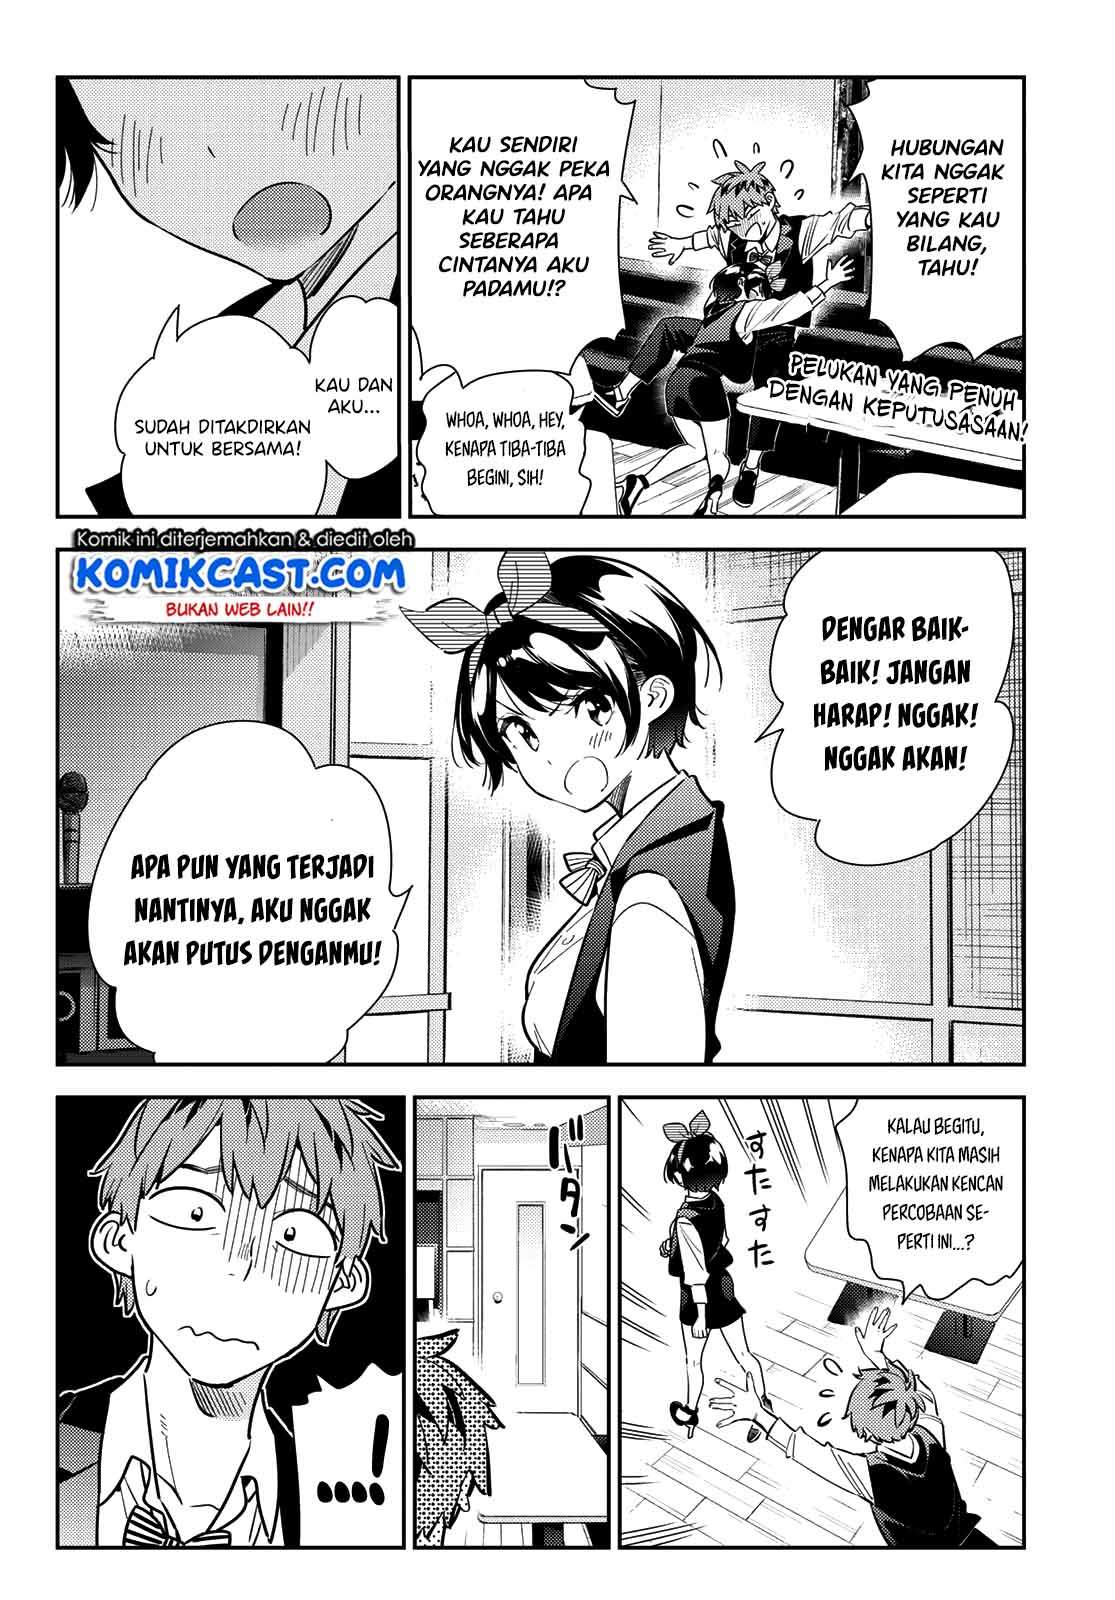 HUBUNGAN
KITA NGGAK
SEPERTI
YANG KAU
BILANG,
TAHU!
KAU SENDIRI
YANG NGGAK PEKA
ORANGNYA! APA
KAU TAHU
SEBERAPA
CINTANYA AKU
PADAMU!?
PELUKAN YANG PENUH
DENGAN KEPUTUSASAAN!
WHOA, WHOA, HEY,
KENAPA TIBA-TIBA
BEGINI, SIH!
KAU DAN
AKU...
SUDAH DITAKDIRKAN
UNTUK BERSAMA!
Komik ini diterjemahkan & diedit oleh
KOMIKCAST.COM
BUKAN WEB LAIN!!
DENGAR BAIK-
BAIK! JANGAN
HARAP! NGGAK!
NGGAK AKAN!
APA PUN YANG TERJADI
NANTINYA, AKU NGGAK
AKAN PUTUS DENGANMU!
KALAU BEGITU,
KENAPA KITA MASIH
MELAKUKAN KENCAN
PERCOBAAN SE-
PERTI INI...?
すたすた
バタン
....!